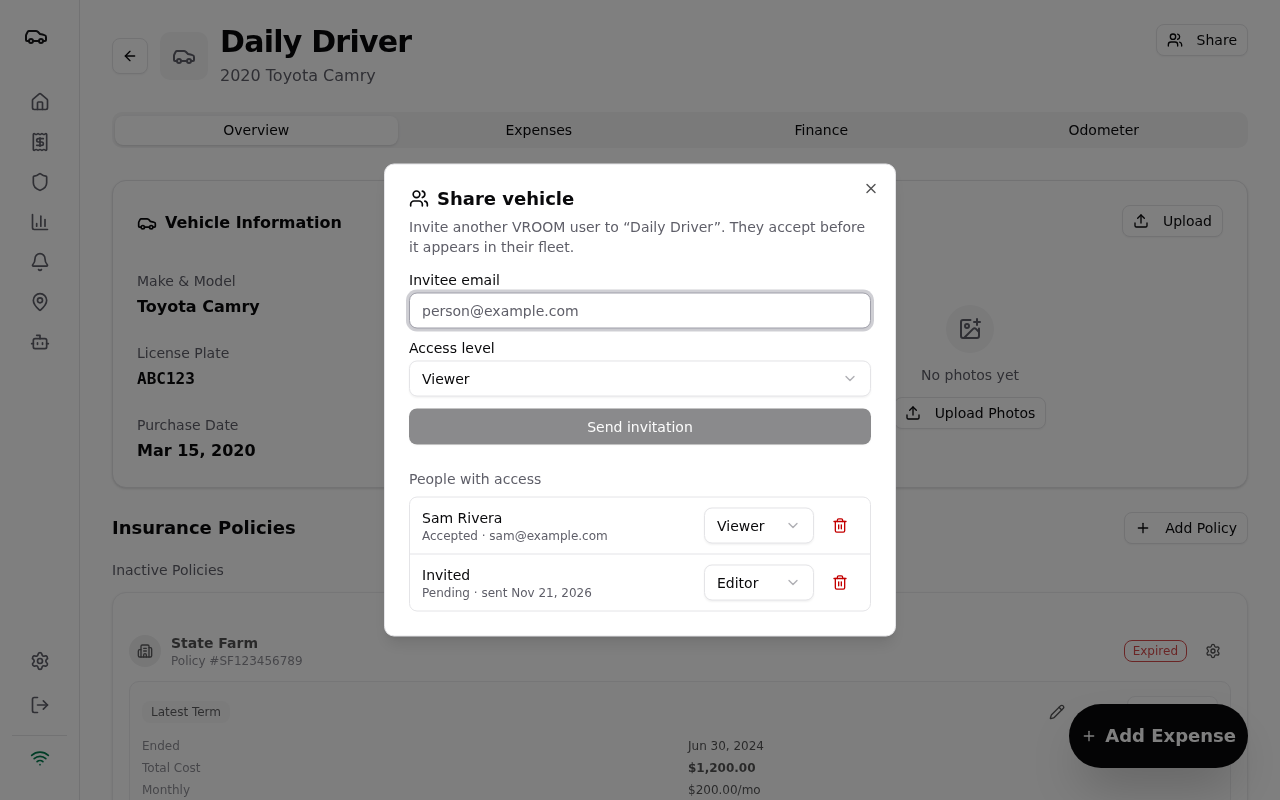 Daily Driver
2020 Toyota Camry
Share
Overview
Expenses
Finance
Odometer
Vehicle Information
Upload
Make & Model
Toyota Camry
License Plate
ABC123
Purchase Date
Mar 15, 2020
No photos yet
Upload Photos
Share vehicle
Invite another VROOM user to “Daily Driver”. They accept before
it appears in their fleet.
Invitee email
person@example.com
Access level
Viewer
Send invitation
People with access
Sam Rivera
Accepted · sam@example.com
Viewer
Invited
Pending · sent Nov 21, 2026
Editor
Insurance Policies
Add Policy
Inactive Policies
State Farm
Policy #SF123456789
Expired
Latest Term
Ended
Jun 30, 2024
Total Cost
$1,200.00
Monthly
$200.00/mo
Add Expense